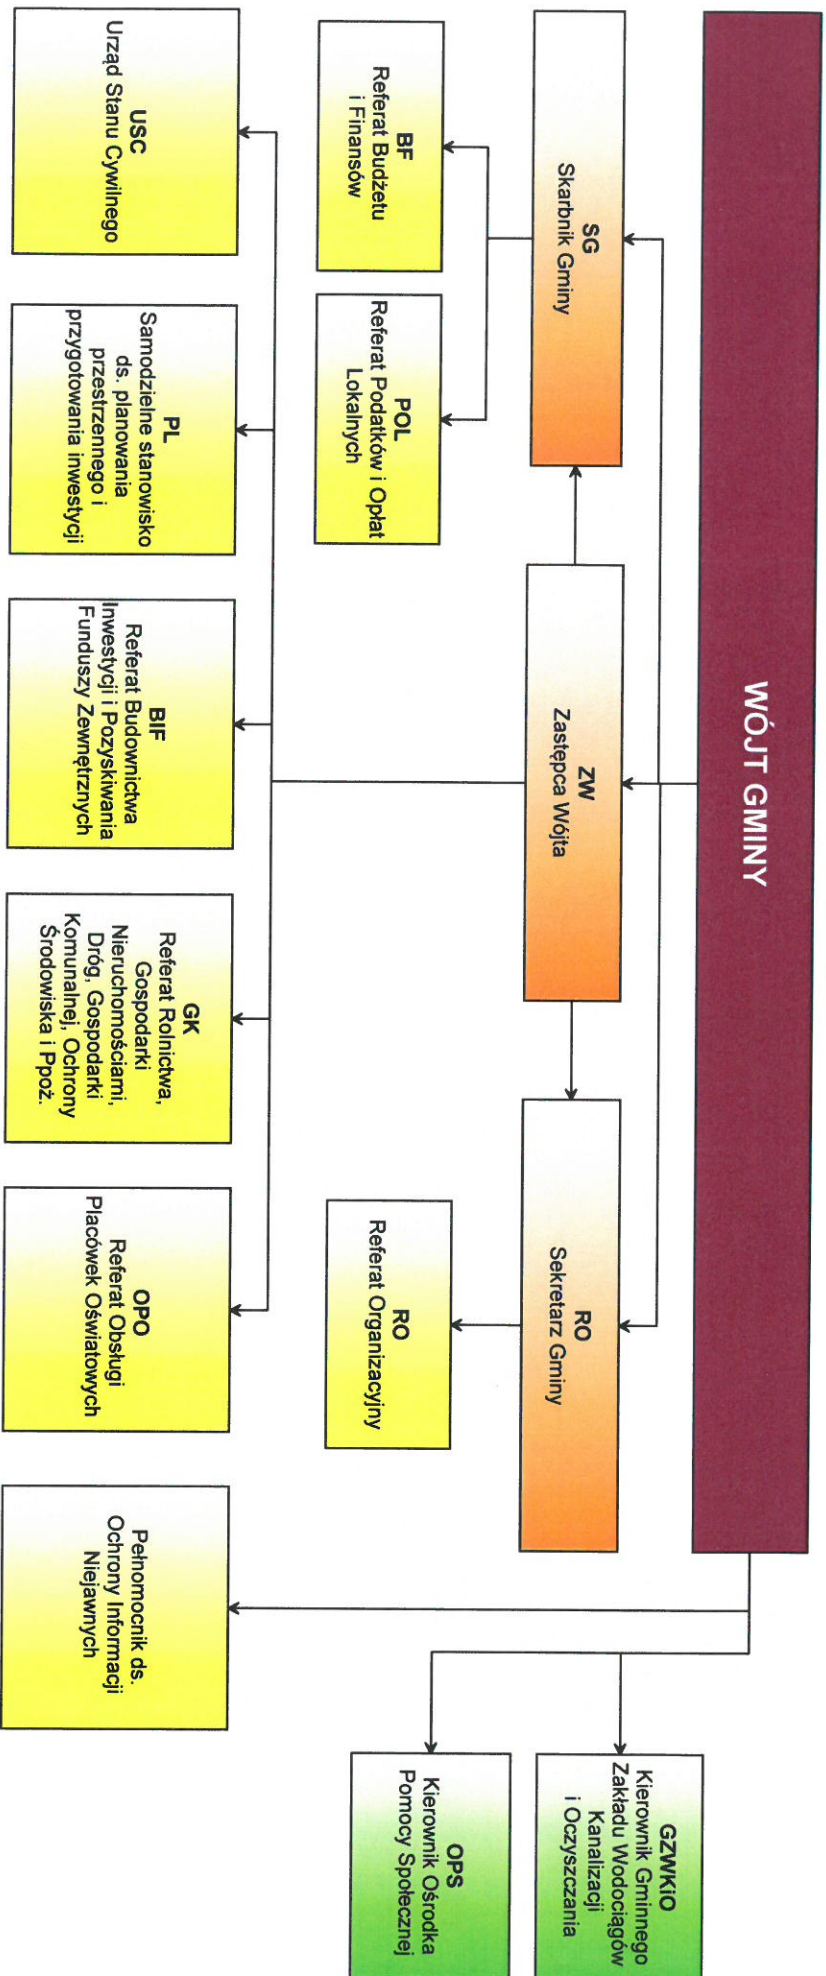 WÓJT GMINY
SG
Skarbnik Gminy
ZW
Zastępca Wójta
RO
Sekretarz Gminy
GZWKiO
Kierownik Gminnego
Zakładu Wodociągów
Kanalizacji
i Oczyszczania
BF
Referat Budżetu
i Finansów
POL
Referat Podatków i Opłat
Lokalnych
RO
Referat Organizacyjny
OPS
Kierownik Ośrodka
Pomocy Społecznej
USC
Urząd Stanu Cywilnego
PL
Samodzielne stanowisko
ds. planowania
przestrzennego i
przygotowania inwestycji
BIF
Referat Budownictwa
Inwestycji i Pozyskiwania
Funduszy Zewnętrznych
GK
Referat Rolnictwa,
Gospodarki
Nieruchomościami,
Dróg, Gospodarki
Komunalnej, Ochrony
Środowiska i Ppoż.
OPO
Referat Obsługi
Placówek Oświatowych
Pełnomocnik ds.
Ochrony Informacji
Niejawnych